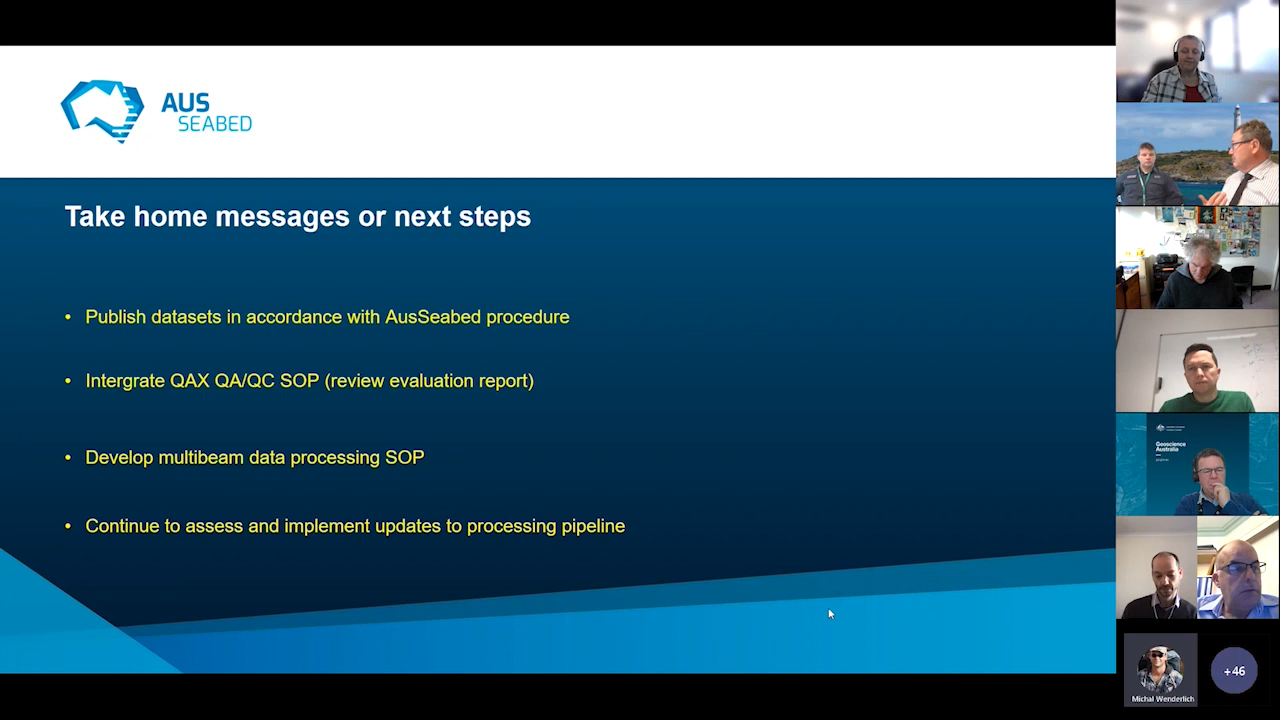 AUS
SEABED
Take home messages or next steps
• Publish datasets in accordance with AusSeabed procedure
• Intergrate QAX QA/QC SOP (review evaluation report)
• Develop multibeam data processing SOP
• Continue to assess and implement updates to processing pipeline
Geoscience
Australia
Michal Wenderlich
+46